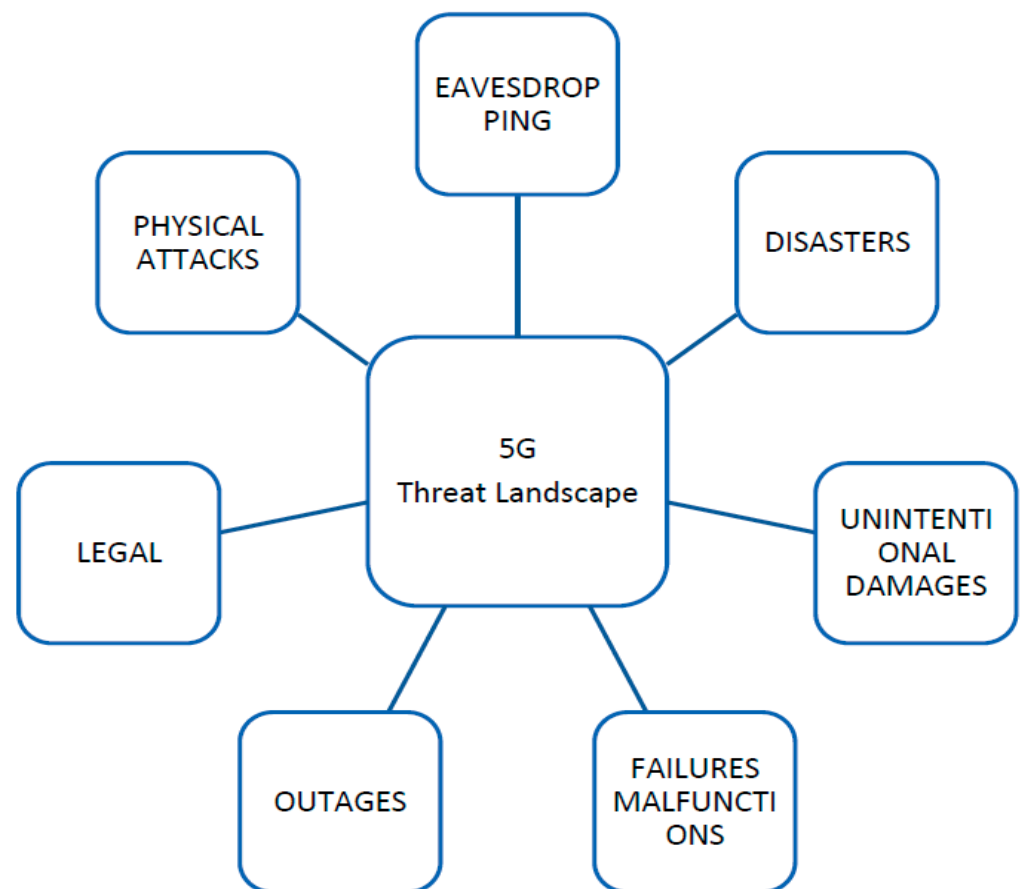 EAVESDROP
PING
PHYSICAL
ATTACKS
DISASTERS
5G
Threat Landscape
LEGAL
UNINTENTI
ONAL
DAMAGES
OUTAGES
FAILURES
MALFUNCTI
ONS